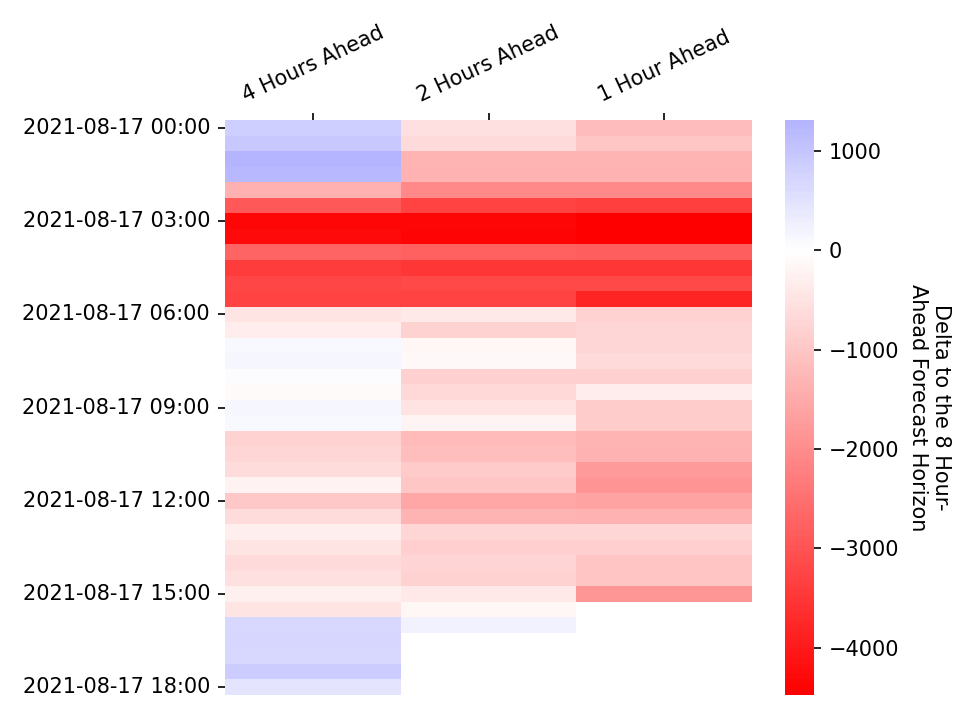 4 Hours Ahead
2 Hours Ahead
1 Hour Ahead
2021-08-17 00:00
2021-08-17 03:00
2021-08-17 06:00
2021-08-17 09:00
2021-08-17 12:00
2021-08-17 15:00
2021-08-17 18:00
1000
0
−1000
−2000
−3000
−4000
Delta to the 8 Hour-
Ahead Forecast Horizon